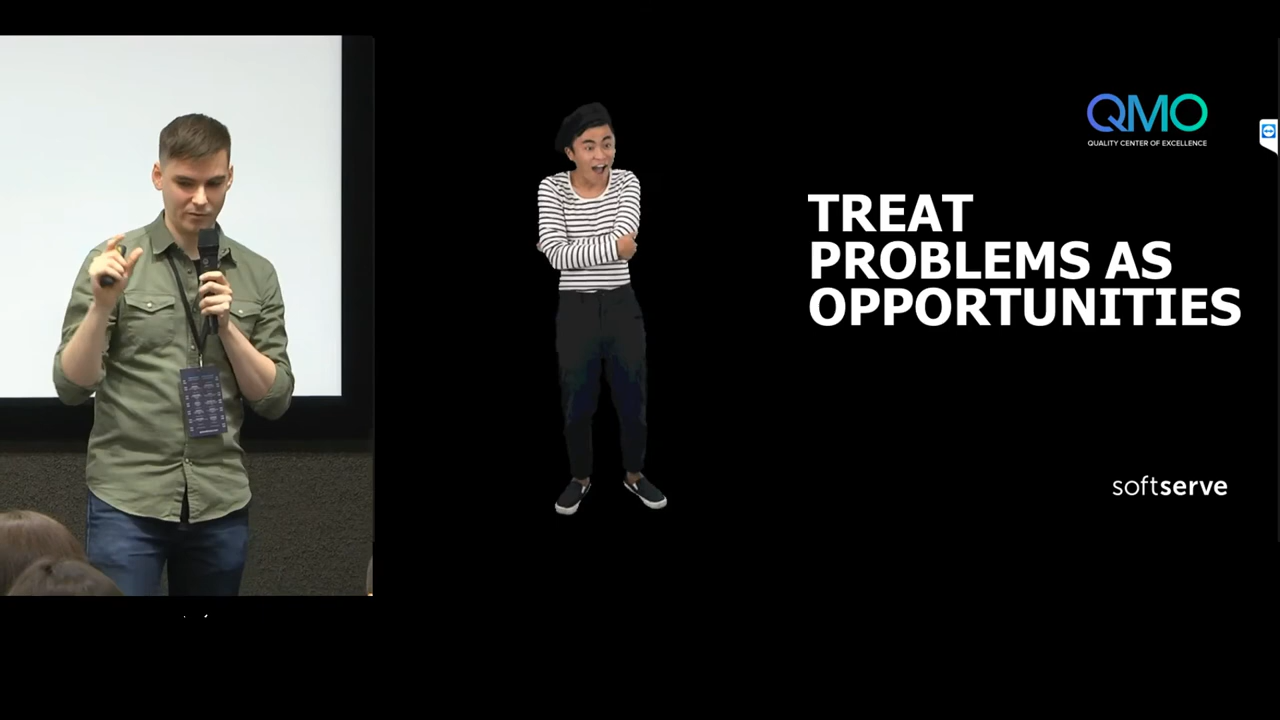 QMO
QUALITY CENTER OF EXCELLENCE
TREAT
PROBLEMS AS
OPPORTUNITIES
softserve